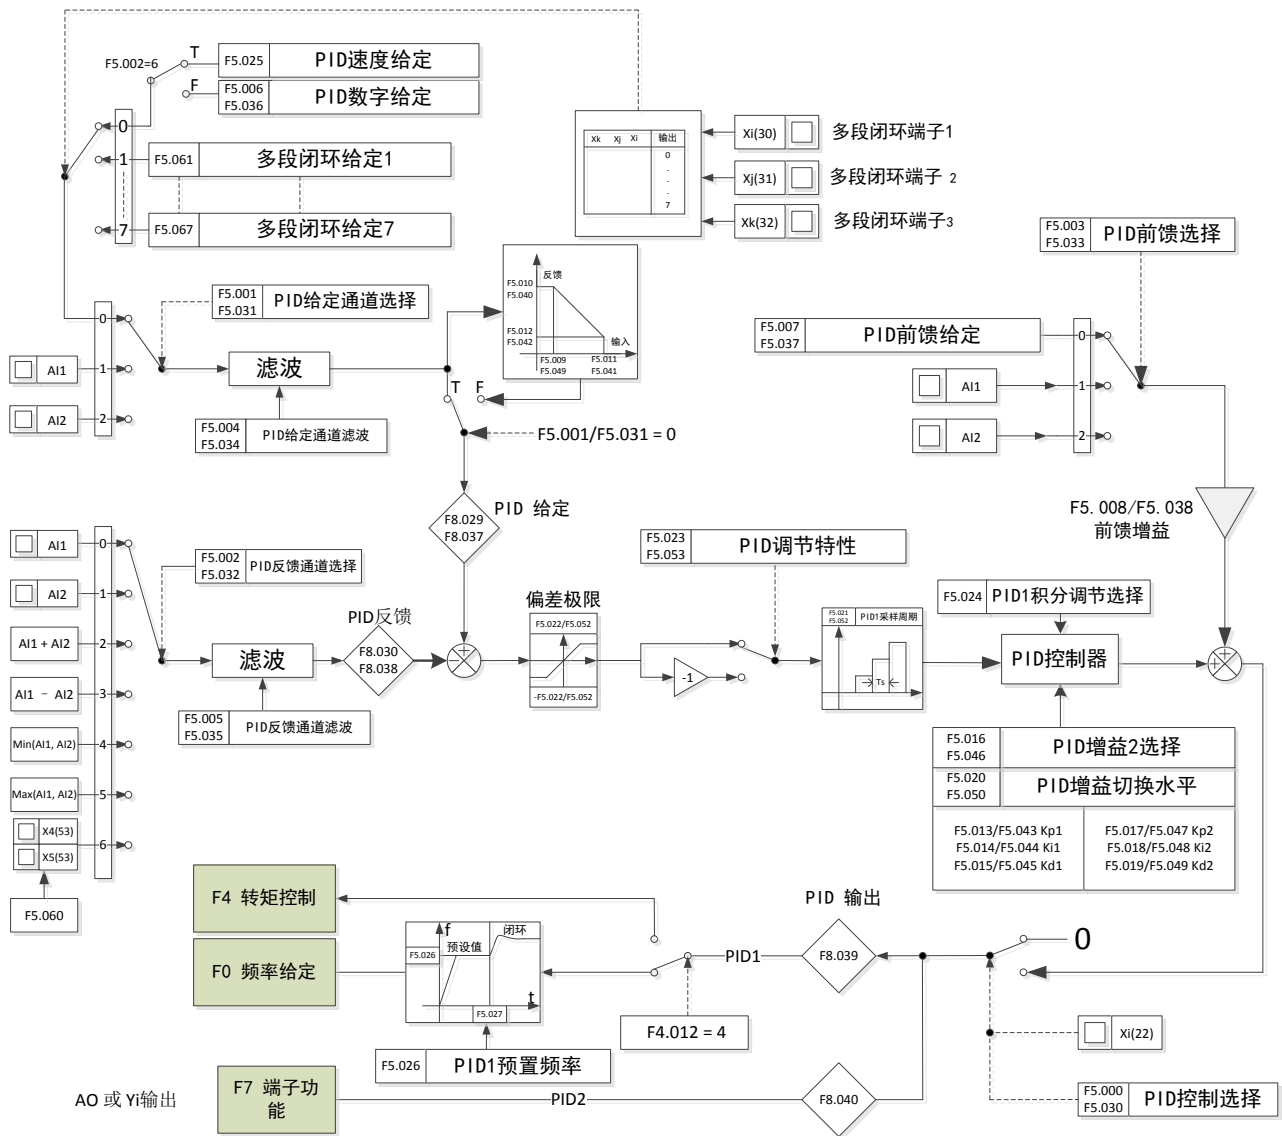 F5.002=6
T
F5.025 PID速度给定
F
F5.006
F5.036
PID数字给定
0
1
F5.061 多段闭环给定1
7
F5.067 多段闭环给定7
Xk Xj Xi 输出
0
.
.
.
7
Xi(30) 多段闭环端子1
Xj(31) 多段闭环端子 2
Xk(32) 多段闭环端子3
F5.003
F5.033
PID前馈选择
F5.001
F5.031
PID给定通道选择
反馈
F5.010
F5.040
F5.012
F5.042
输入
F5.009
F5.049
F5.011
F5.041
F5.007
F5.037
PID前馈给定
0
AI1
1
AI2
2
0
AI1
1
AI2
2
滤波
F5.004
F5.034
PID给定通道滤波
T
F
F5.001/F5.031 = 0
F8.029
F8.037
PID 给定
F5.008/F5.038
前馈增益
AI1
0
AI2
1
AI1 + AI2
2
AI1 - AI2
3
Min(AI1, AI2)
4
Max(AI1, AI2)
5
X4(53)
X5(53)
6
F5.060
F5.002
F5.032
PID反馈通道选择
滤波
F5.005
F5.035
PID反馈通道滤波
PID反馈
F8.030
F8.038
+
-
偏差极限
F5.022/F5.052
-F5.022/F5.052
F5.023
F5.053
PID调节特性
-1
F5.021
F5.052
PID1采样周期
Ts
F5.024 PID1积分调节选择
PID控制器
+
+
F5.016
F5.046
PID增益2选择
F5.020
F5.050
PID增益切换水平
F5.013/F5.043 Kp1
F5.014/F5.044 Ki1
F5.015/F5.045 Kd1
F5.017/F5.047 Kp2
F5.018/F5.048 Ki2
F5.019/F5.049 Kd2
F4 转矩控制
F0 频率给定
f
闭环
预设值
F5.026
t
F5.027
F5.026 PID1预置频率
PID1
F4.012 = 4
PID 输出
F8.039
0
Xi(22)
F5.000
F5.030
PID控制选择
AO 或 Yi输出
F7 端子功
能
PID2
F8.040